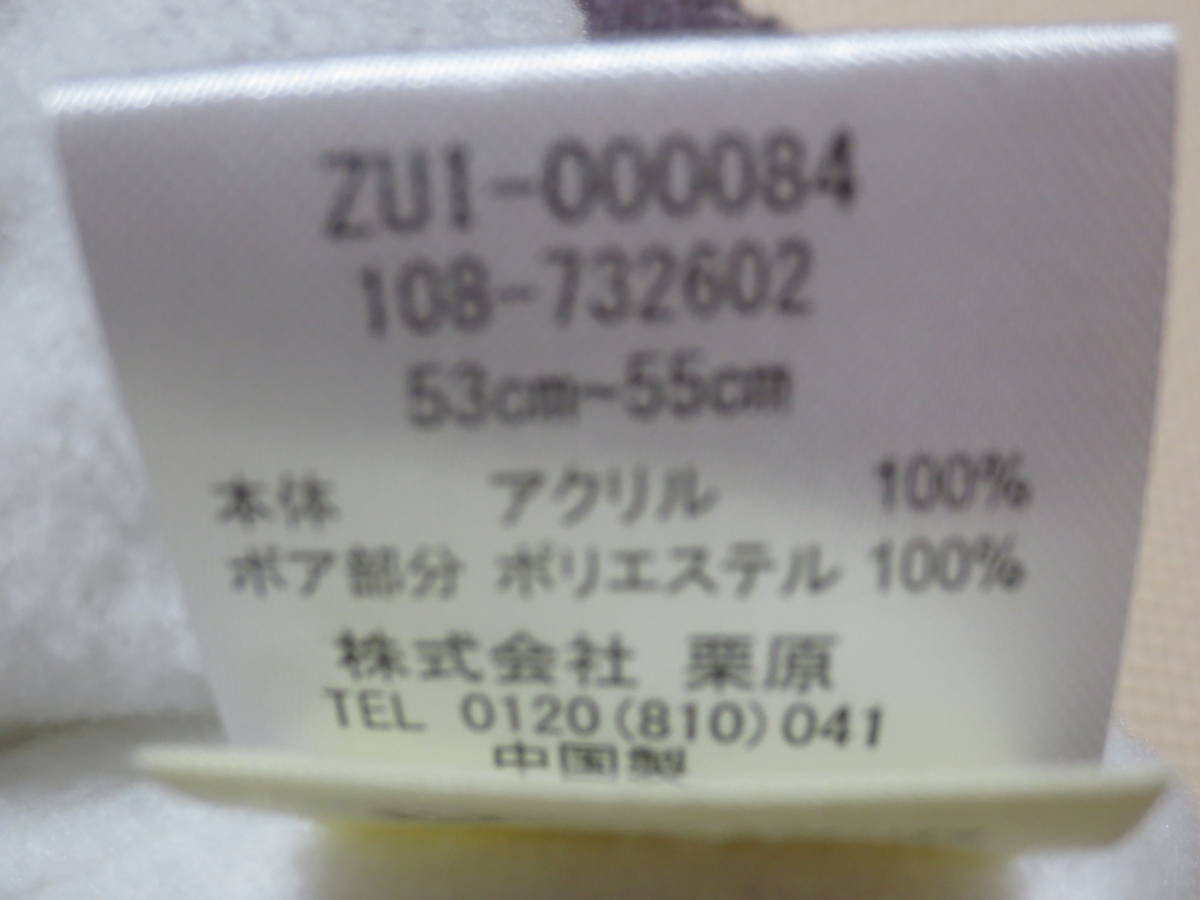 ZUI-000084
108-732602
53cm~55cm
本体 アクリル 100%
ボア部分 ポリエステル 100%
株式会社 栗原
TEL 0120(810)041
中国製